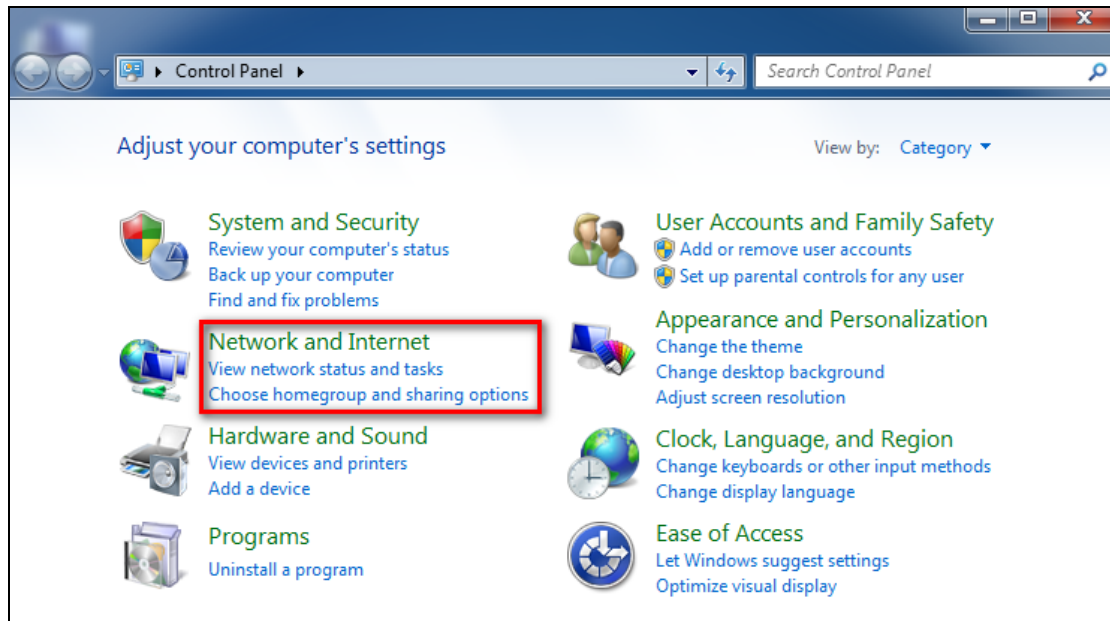 Control Panel
Search Control Panel
Adjust your computer's settings
View by: Category
System and Security
Review your computer's status
Back up your computer
Find and fix problems
Network and Internet
View network status and tasks
Choose homegroup and sharing options
Hardware and Sound
View devices and printers
Add a device
Programs
Uninstall a program
User Accounts and Family Safety
Add or remove user accounts
Set up parental controls for any user
Appearance and Personalization
Change the theme
Change desktop background
Adjust screen resolution
Clock, Language, and Region
Change keyboards or other input methods
Change display language
Ease of Access
Let Windows suggest settings
Optimize visual display